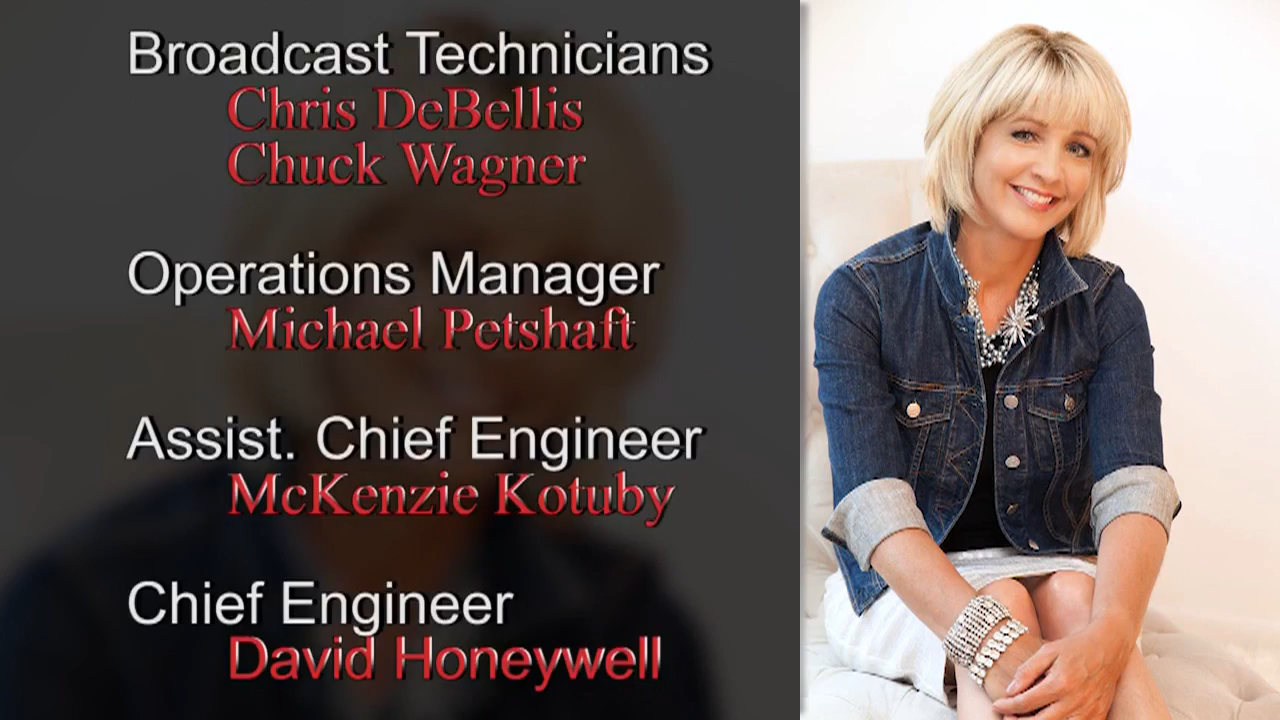 Broadcast Technicians
Chris DeBellis
Chuck Wagner
Operations Manager
Michael Petshaft
Assist. Chief Engineer
McKenzie Kotuby
Chief Engineer
David Honeywell